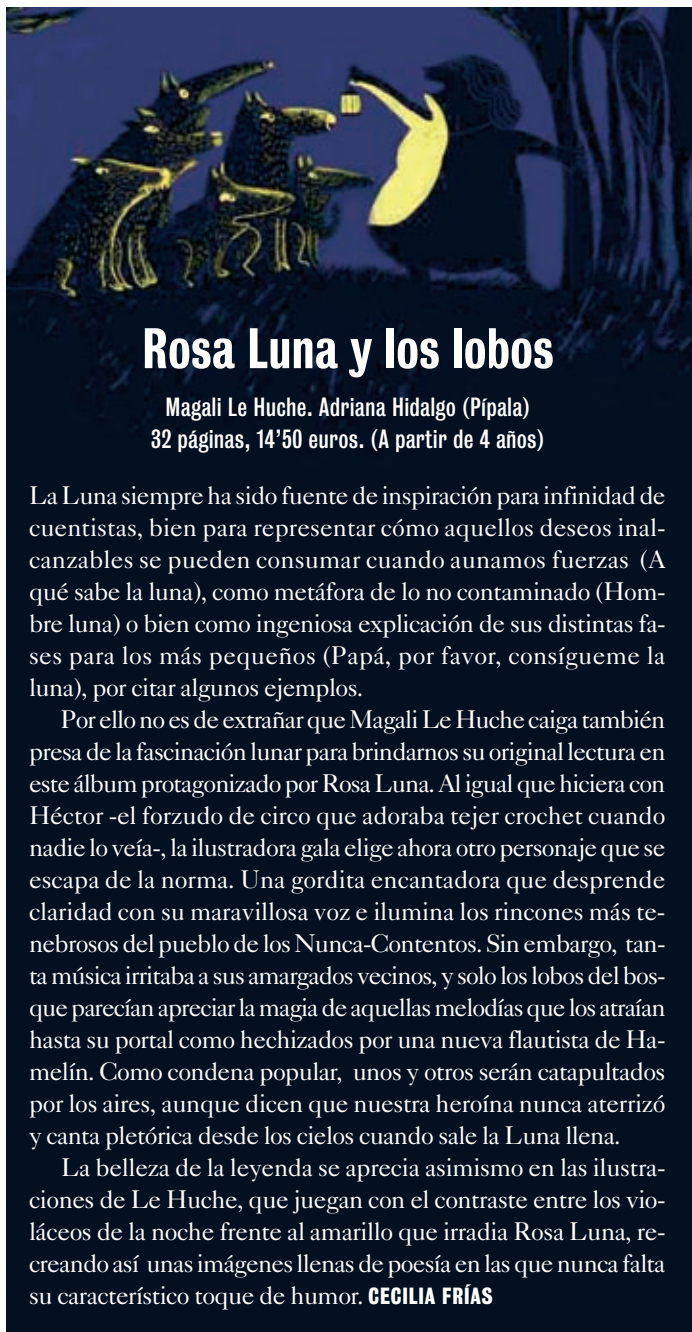 Rosa Luna y los lobos
Magali Le Huche. Adriana Hidalgo (Pípala)
32 páginas, 14’50 euros. (A partir de 4 años)
La Luna siempre ha sido fuente de inspiración para infinidad de
cuentistas, bien para representar cómo aquellos deseos inal-
canzables se pueden consumar cuando aunamos fuerzas (A
qué sabe la luna), como metáfora de lo no contaminado (Hom-
bre luna) o bien como ingeniosa explicación de sus distintas fa-
ses para los más pequeños (Papá, por favor, consígueme la
luna), por citar algunos ejemplos.
Por ello no es de extrañar que Magali Le Huche caiga también
presa de la fascinación lunar para brindarnos su original lectura en
este álbum protagonizado por Rosa Luna. Al igual que hiciera con
Héctor -el forzudo de circo que adoraba tejer crochet cuando
nadie lo veía-, la ilustradora gala elige ahora otro personaje que se
escapa de la norma. Una gordita encantadora que desprende
claridad con su maravillosa voz e ilumina los rincones más te-
nebrosos del pueblo de los Nunca-Contentos. Sin embargo, tan-
ta música irritaba a sus amargados vecinos, y solo los lobos del bos-
que parecían apreciar la magia de aquellas melodías que los atraían
hasta su portal como hechizados por una nueva flautista de Ha-
melín. Como condena popular, unos y otros serán catapultados
por los aires, aunque dicen que nuestra heroína nunca aterrizó
y canta pletórica desde los cielos cuando sale la Luna llena.
La belleza de la leyenda se aprecia asimismo en las ilustra-
ciones de Le Huche, que juegan con el contraste entre los vio-
láceos de la noche frente al amarillo que irradia Rosa Luna, re-
creando así unas imágenes llenas de poesía en las que nunca falta
su característico toque de humor. CECILIA FRÍAS